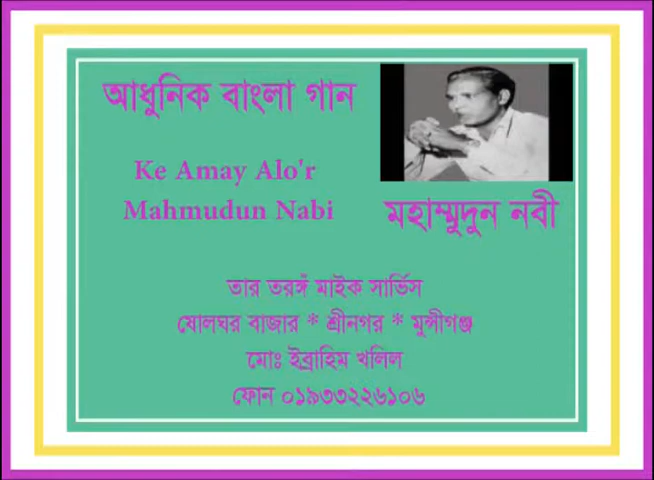 আধুনিক বাংলা গান
Ke Amay Alo'r
Mahmudun Nabi
মহাম্মুদুন নবী
তার তরঙ্গঁ মাইক সার্ভিস
ষোলঘর বাজার * শ্রীনগর * মুন্সীগঞ্জ
মোঃ ইব্রাহিম খলিল
ফোন ০১৯৩৩২২৬১০৬